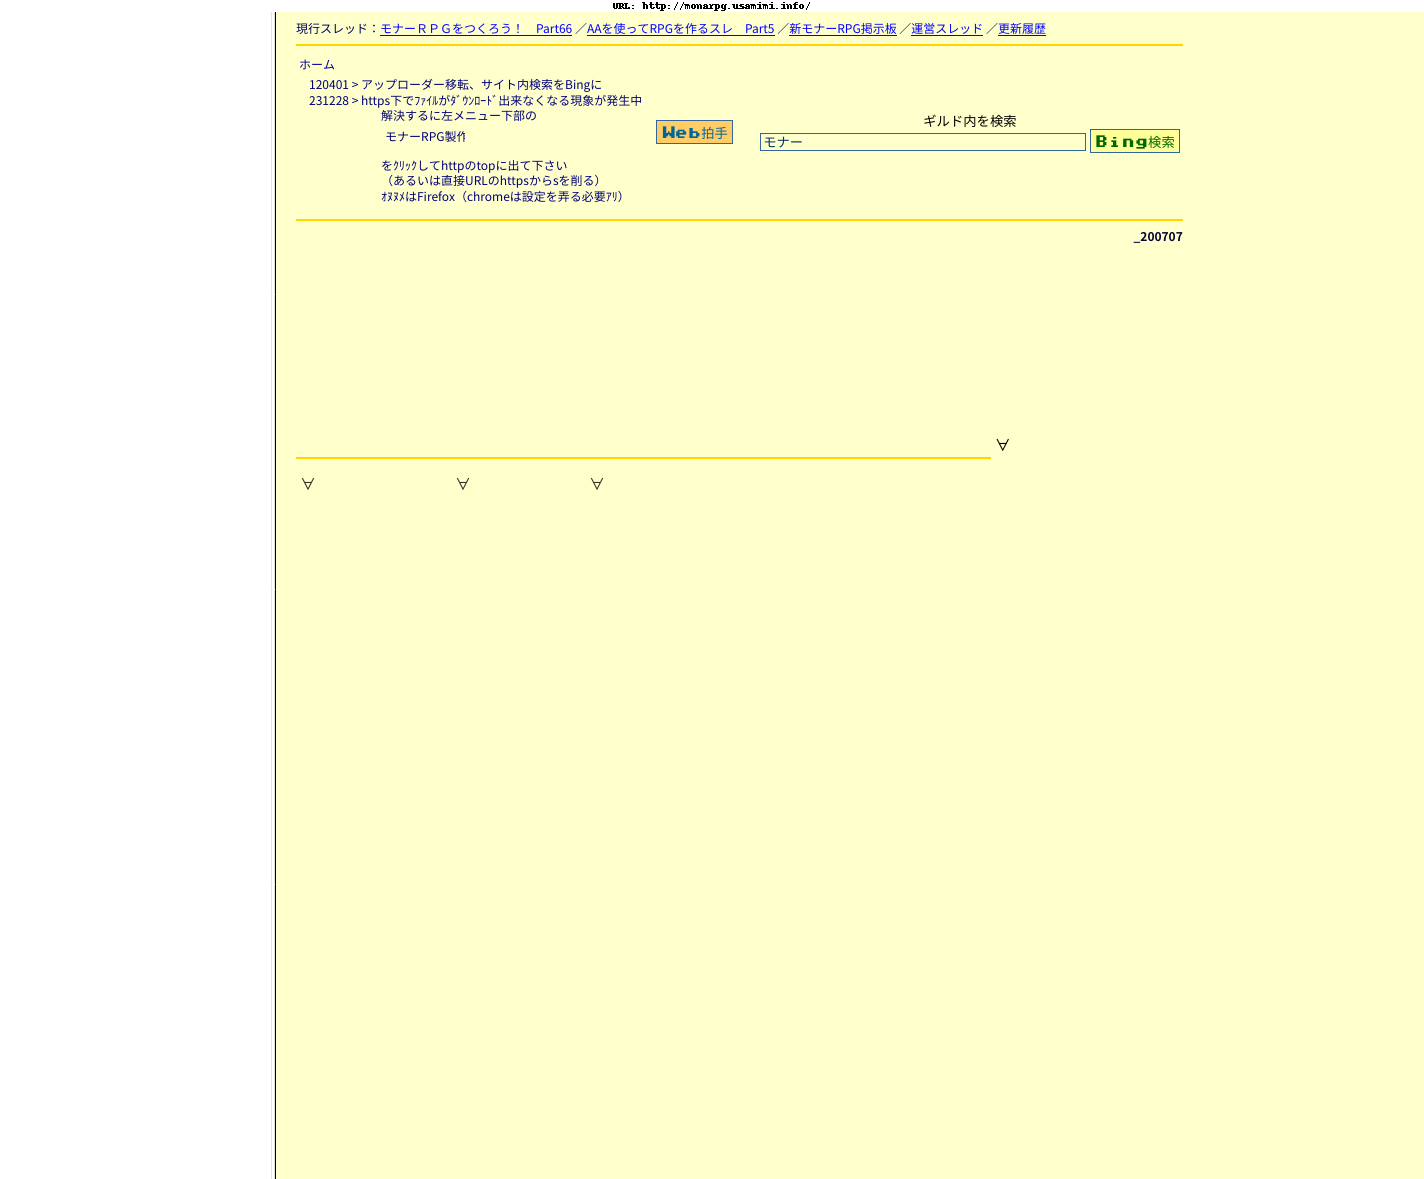 URL: http://monarpg.usamimi.info/
現行スレッド：モナーＲＰＧをつくろう！　Part66 ／AAを使ってRPGを作るスレ　Part5 ／新モナーRPG掲示板 ／運営スレッド ／更新履歴
ホーム
120401 > アップローダー移転、サイト内検索をBingに
231228 > https下でﾌｧｲﾙがﾀﾞｳﾝﾛｰﾄﾞ出来なくなる現象が発生中
解決するに左メニュー下部の
モナーRPG製作
をｸﾘｯｸしてhttpのtopに出て下さい
（あるいは直接URLのhttpsからsを削る）
ｵﾇﾇﾒはFirefox（chromeは設定を弄る必要ｱﾘ）
Web拍手
ギルド内を検索
モナー
Bing検索
_200707
∀
∀ ∀ ∀